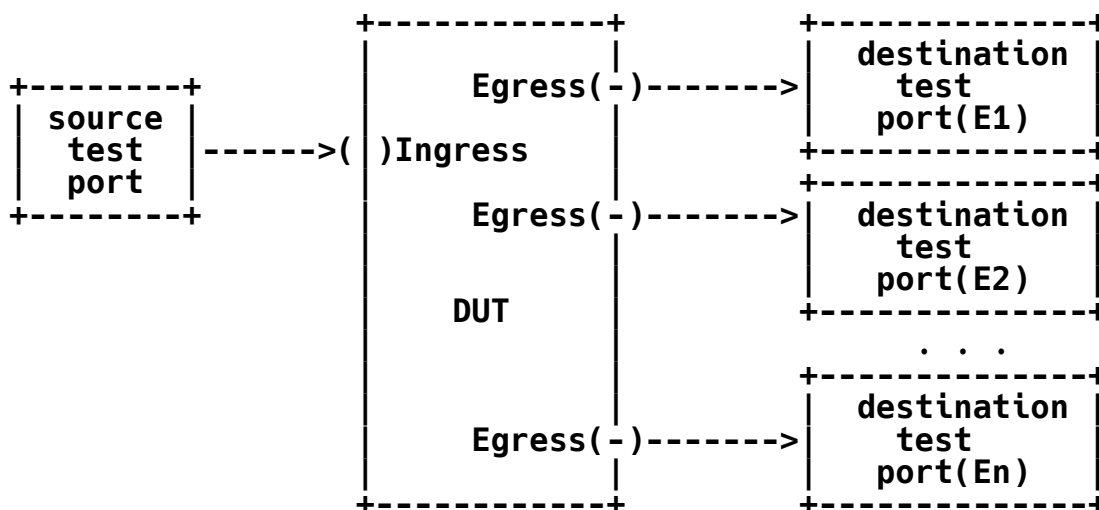 +------------+ +--------------+
| | | destination |
+--------+ | Egress(-)------->| test |
| source | | | | port(E1) |
| test |------>( )Ingress +--------------+
| port | | | +--------------+
+--------+ | Egress(-)------->| destination |
| | | test |
| | | port(E2) |
| DUT | +--------------+
| | . . .
| | +--------------+
| | | destination |
| Egress(-)------->| test |
| | | port(En) |
+------------+ +--------------+